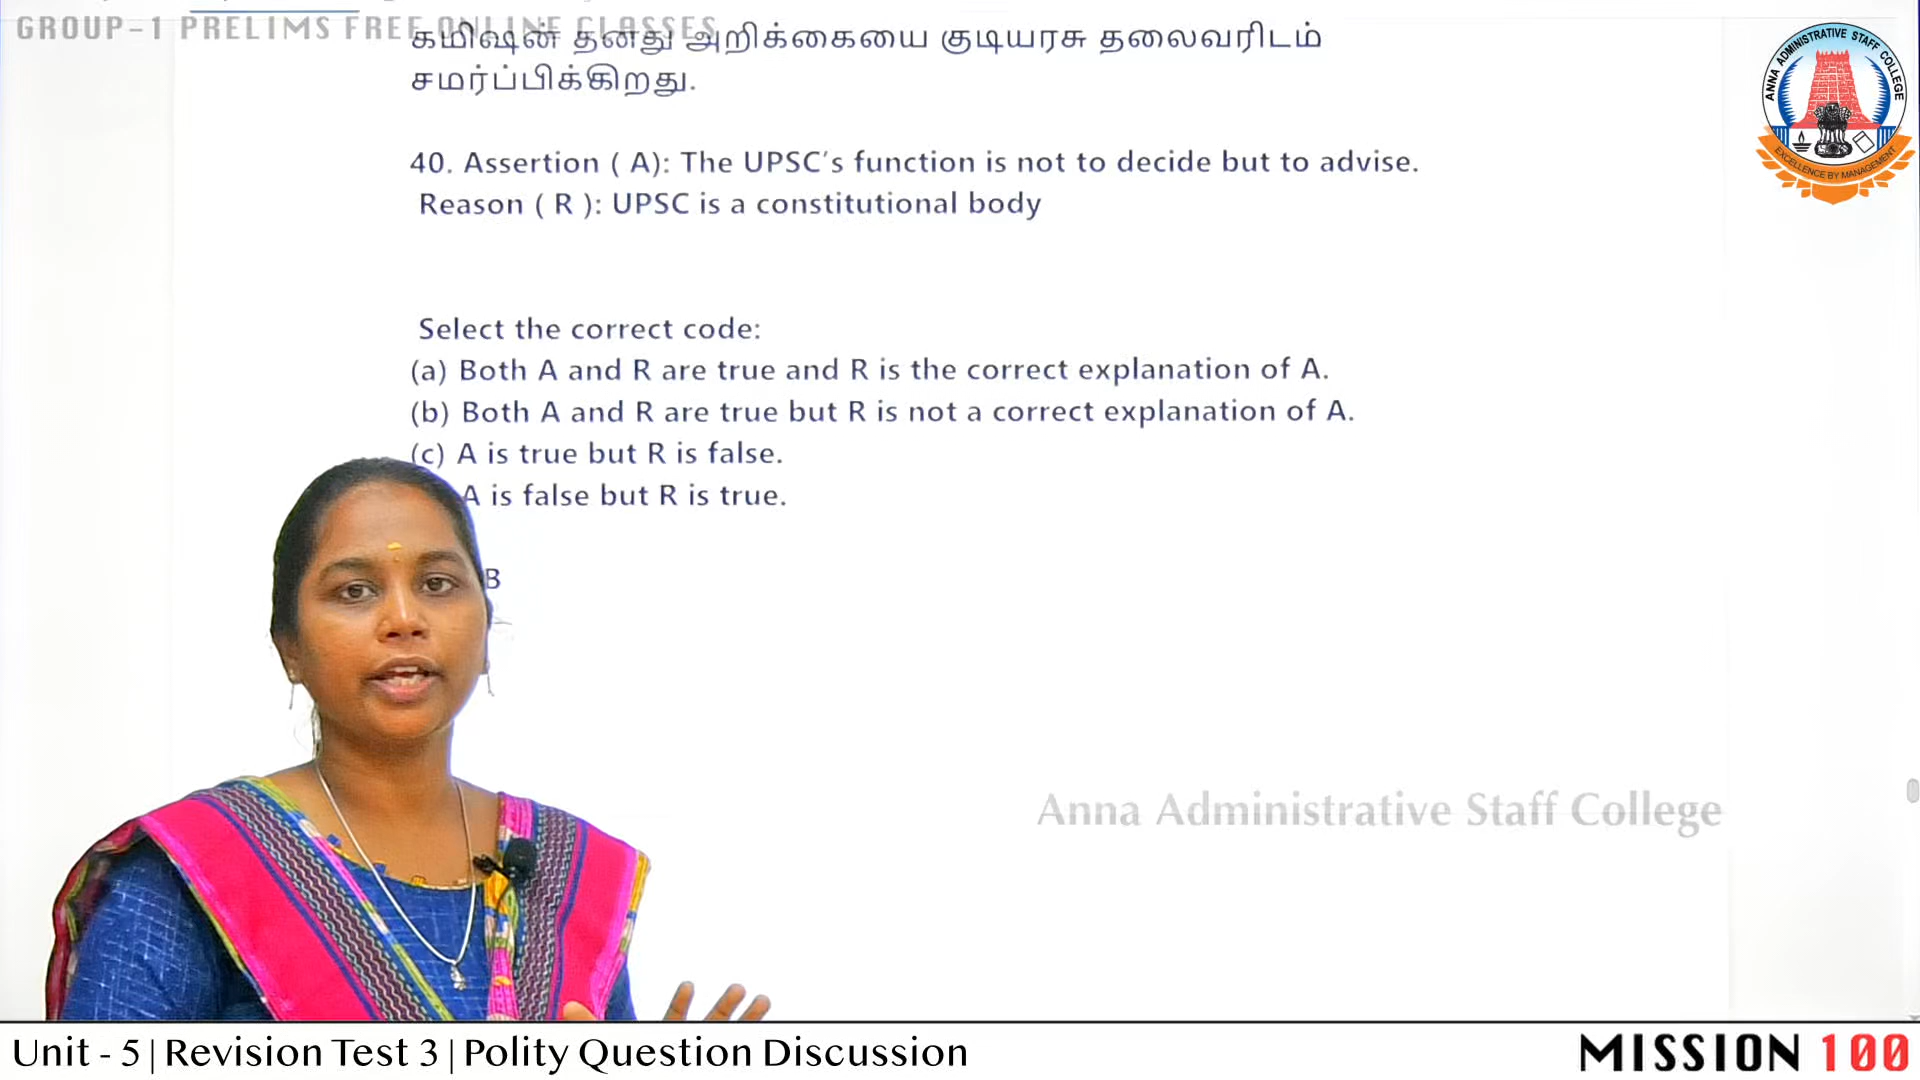 GROUP-1 PRELIMS FREE ONLINE CLASSES
கமிஷன் தனது அறிக்கையை குடியரசு தலைவரிடம்
சமர்ப்பிக்கிறது.
40. Assertion ( A): The UPSC’s function is not to decide but to advise.
Reason ( R ): UPSC is a constitutional body
Select the correct code:
(a) Both A and R are true and R is the correct explanation of A.
(b) Both A and R are true but R is not a correct explanation of A.
(c) A is true but R is false.
A is false but R is true.
B
ANNA ADMINISTRATIVE STAFF COLLEGE
EXCELLENCE BY MANAGEMENT
Anna Administrative Staff College
Unit - 5|Revision Test 3|Polity Question Discussion
MISSION 100